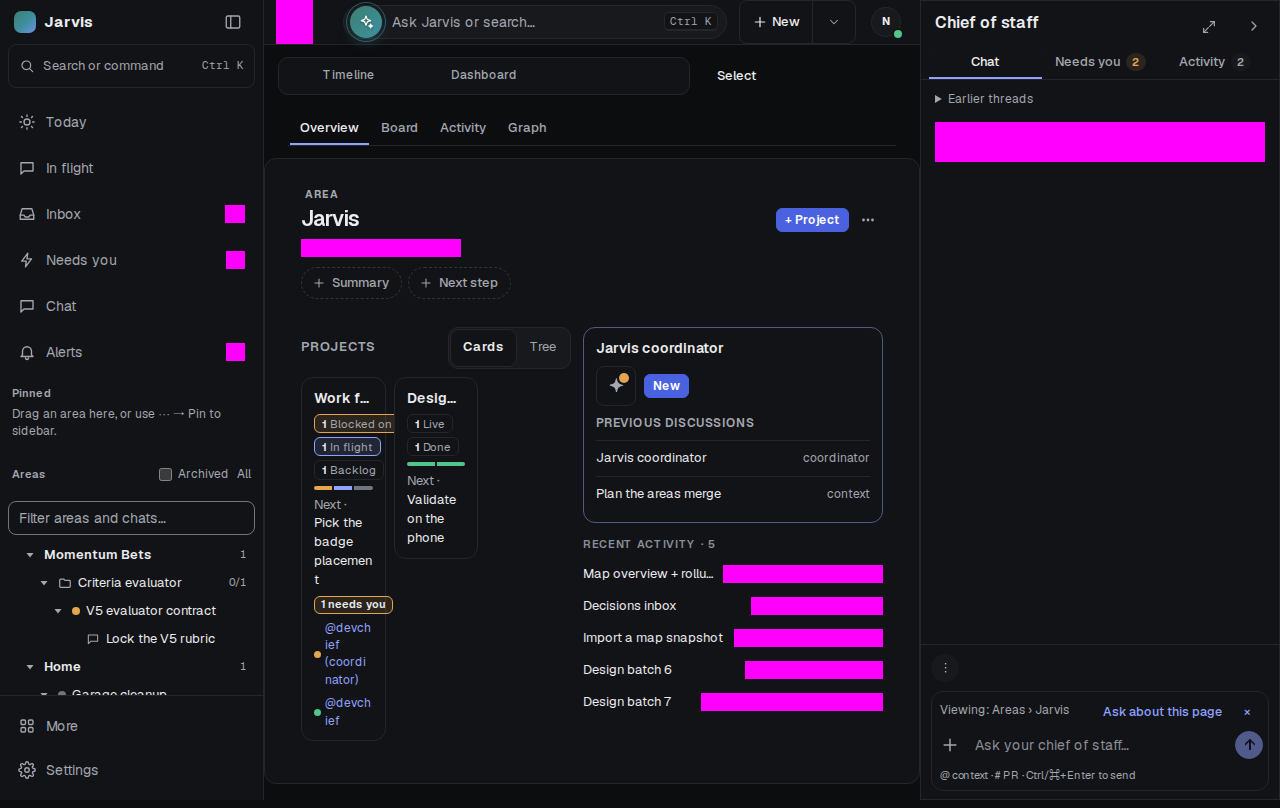 Jarvis
Search or command Ctrl K
Today
In flight
Inbox
Needs you
Chat
Alerts
Pinned
Drag an area here, or use ··· → Pin to
sidebar.
Areas Archived All
Filter areas and chats...
Momentum Bets 1
Criteria evaluator 0/1
V5 evaluator contract
Lock the V5 rubric
Home 1
Garage cleanup
More
Settings
Ask Jarvis or search... Ctrl K
New
N
Timeline Dashboard Select
Overview Board Activity Graph
AREA
Jarvis
+ Project
Summary Next step
PROJECTS Cards Tree
Work f...
1 Blocked on
1 In flight
1 Backlog
Next ·
Pick the
badge
placemen
t
1 needs you
@devch
ief
(coordi
nator)
@devch
ief
Desig...
1 Live
1 Done
Next ·
Validate
on the
phone
Jarvis coordinator
New
PREVIOUS DISCUSSIONS
Jarvis coordinator coordinator
Plan the areas merge context
RECENT ACTIVITY · 5
Map overview + rollu...
Decisions inbox
Import a map snapshot
Design batch 6
Design batch 7
Chief of staff
Chat Needs you 2 Activity 2
Earlier threads
Viewing: Areas › Jarvis Ask about this page ×
Ask your chief of staff...
@ context · # PR · Ctrl/⌘+Enter to send